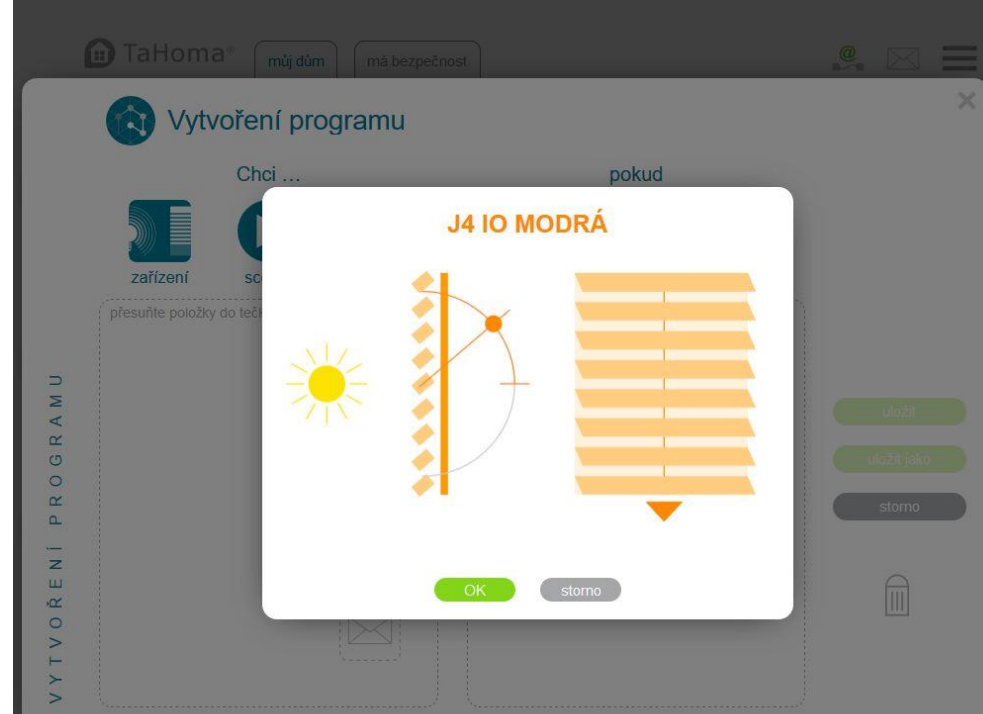 TaHoma®
můj dům
má bezpečnost
Vytvoření programu
Chci ...
pokud
J4 IO MODRÁ
zařízení
přesuňte položky do
VYTVOŘENÍ PROGRAMU
uložit
uložit jako
storno
OK
storno